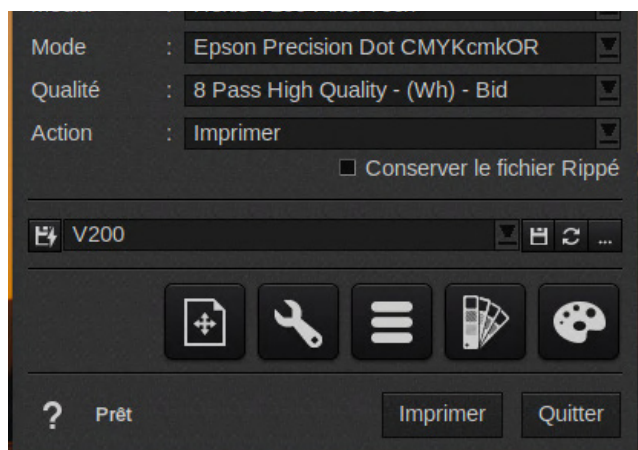 Mode : Epson Precision Dot CMYKcmkOR
Qualité : 8 Pass High Quality - (Wh) - Bid
Action : Imprimer
Conserver le fichier Rippé
V200
...
? Prêt Imprimer Quitter